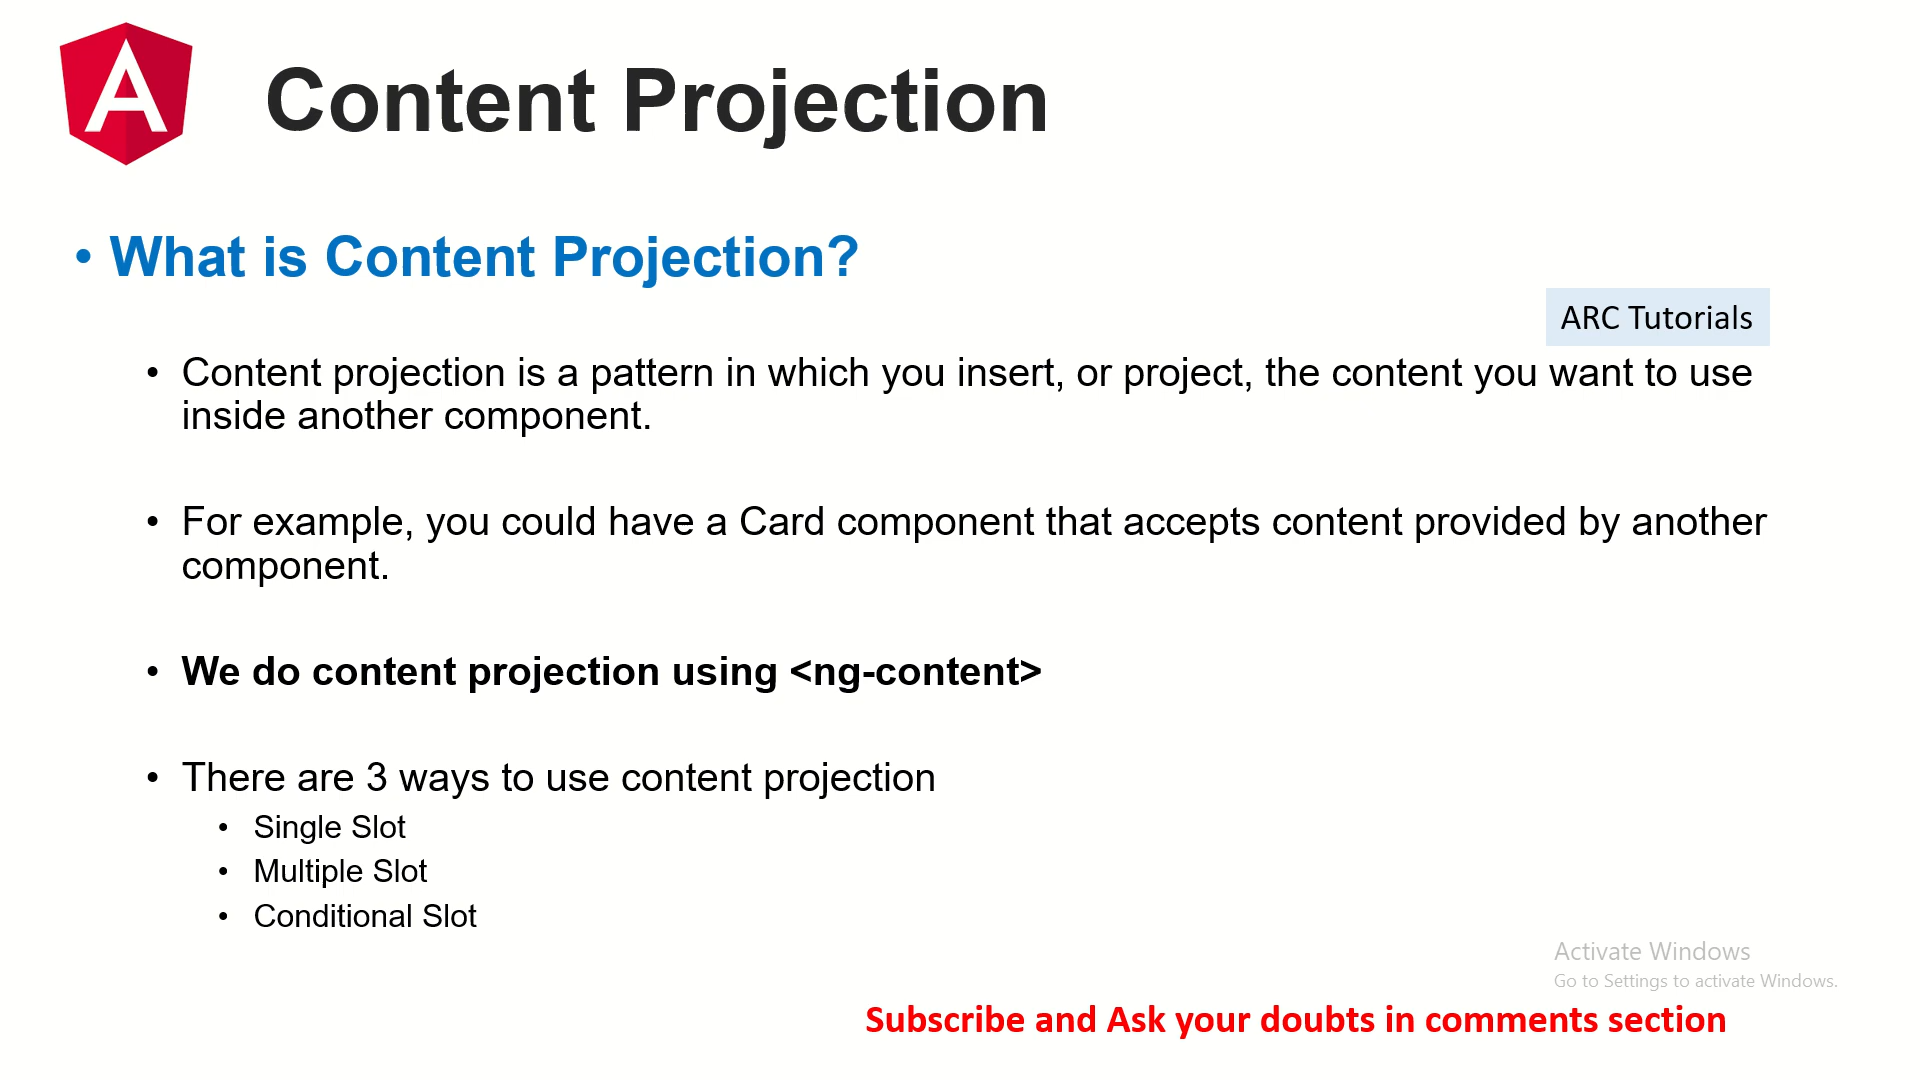 Content Projection
• What is Content Projection?
ARC Tutorials
• Content projection is a pattern in which you insert, or project, the content you want to use
inside another component.
• For example, you could have a Card component that accepts content provided by another
component.
• We do content projection using <ng-content>
• There are 3 ways to use content projection
• Single Slot
• Multiple Slot
• Conditional Slot
Activate Windows
Go to Settings to activate Windows.
Subscribe and Ask your doubts in comments section